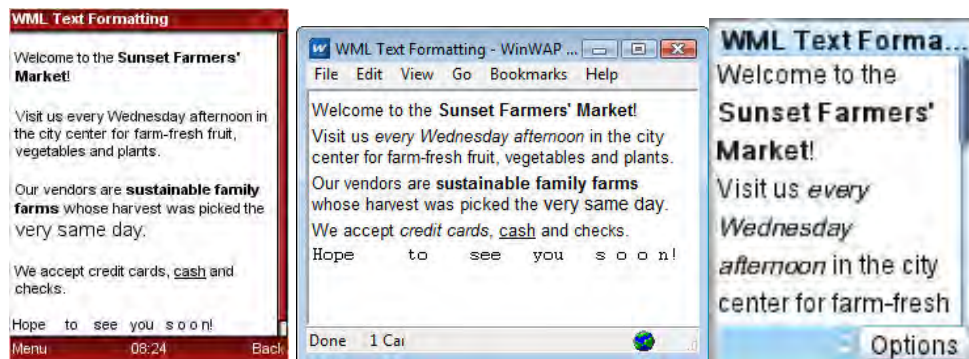 WML Text Formatting
Welcome to the Sunset Farmers'
Market!
Visit us every Wednesday afternoon in
the city center for farm-fresh fruit,
vegetables and plants.
Our vendors are sustainable family
farms whose harvest was picked the
very same day.
We accept credit cards, cash and
checks.
Hope to see you s o o n!
Menu 08:24 Back
WML Text Formatting - WinWAP ...
File Edit View Go Bookmarks Help
Welcome to the Sunset Farmers' Market!
Visit us every Wednesday afternoon in the city
center for farm-fresh fruit, vegetables and plants.
Our vendors are sustainable family farms
whose harvest was picked the very same day.
We accept credit cards, cash and checks.
Hope to see you s o o n!
Done 1 Car
WML Text Forma...
Welcome to the
Sunset Farmers'
Market!
Visit us every
Wednesday
afternoon in the city
center for farm-fresh
Options